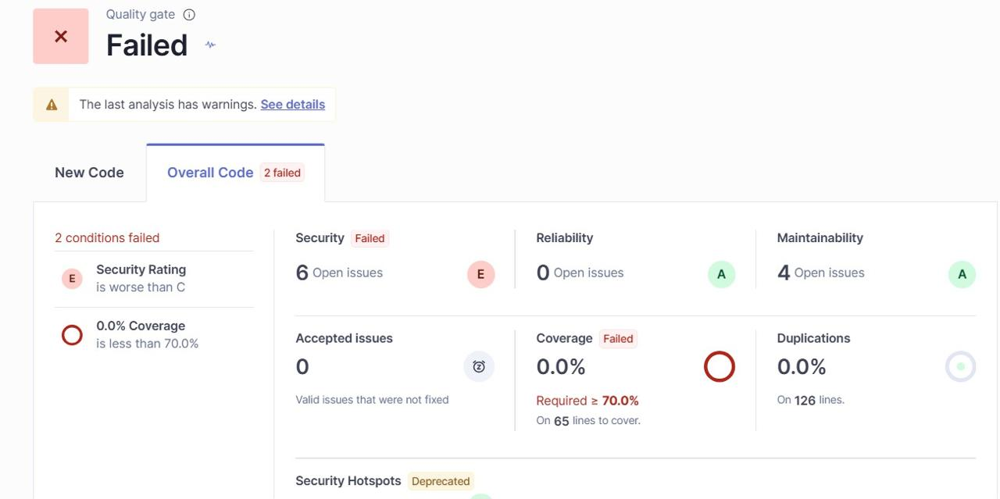 Quality gate
Failed
The last analysis has warnings. See details
New Code
Overall Code 2 failed
2 conditions failed
E
Security Rating
is worse than C
0.0% Coverage
is less than 70.0%
Security Failed
6 Open issues
E
Reliability
0 Open issues
A
Maintainability
4 Open issues
A
Accepted issues
0
Valid issues that were not fixed
Coverage Failed
0.0%
Required ≥ 70.0%
On 65 lines to cover.
Duplications
0.0%
On 126 lines.
Security Hotspots Deprecated